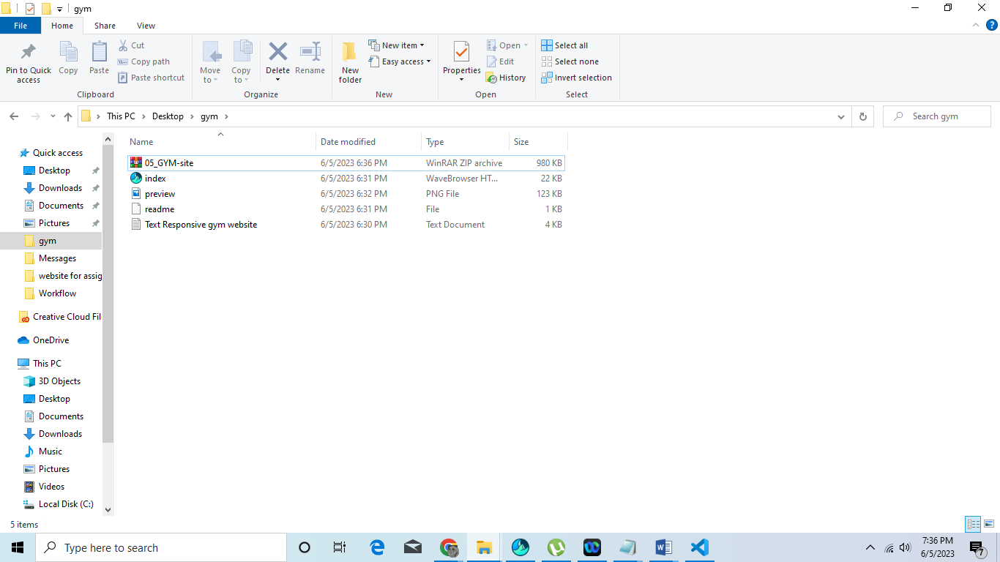 gym
File Home Share View
Pin to Quick access
Copy
Paste
Cut
Copy path
Paste shortcut
Clipboard
Move to
Copy to
Delete
Rename
Organize
New folder
New item
Easy access
New
Properties
Open
Edit
History
Open
Select all
Select none
Invert selection
Select
This PC > Desktop > gym >
Search gym
Quick access
Desktop
Downloads
Documents
Pictures
gym
Messages
website for assig
Workflow
Creative Cloud Fil
OneDrive
This PC
3D Objects
Desktop
Documents
Downloads
Music
Pictures
Videos
Local Disk (C:)
Name Date modified Type Size
05_GYM-site 6/5/2023 6:36 PM WinRAR ZIP archive 980 KB
index 6/5/2023 6:31 PM WaveBrowser HT... 22 KB
preview 6/5/2023 6:32 PM PNG File 123 KB
readme 6/5/2023 6:31 PM File 1 KB
Text Responsive gym website 6/5/2023 6:30 PM Text Document 4 KB
5 items
Type here to search
7:36 PM
6/5/2023
7